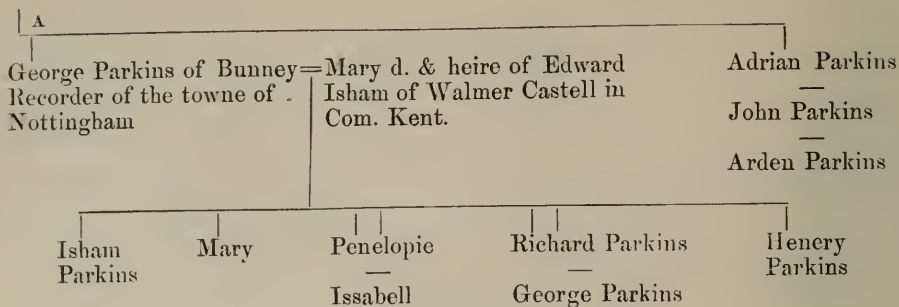 A
George Parkins of Bunney=Mary d. & heire of Edward
Recorder of the towne of
Isham of Walmer Castell in
Nottingham
Com. Kent.
Adrian Parkins
John Parkins
Arden Parkins
Isham
Parkins
Mary
Penelopie
Issabell
Richard Parkins
George Parkins
Henery
Parkins